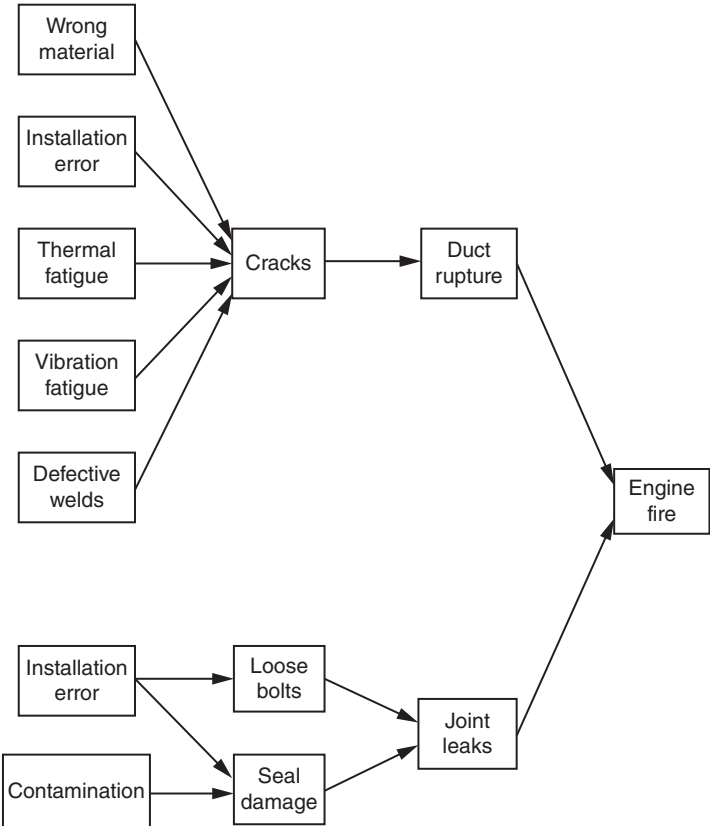 Wrong
material
Installation
error
Thermal
fatigue
Cracks
Duct
rupture
Vibration
fatigue
Defective
welds
Engine
fire
Installation
error
Loose
bolts
Joint
leaks
Contamination
Seal
damage